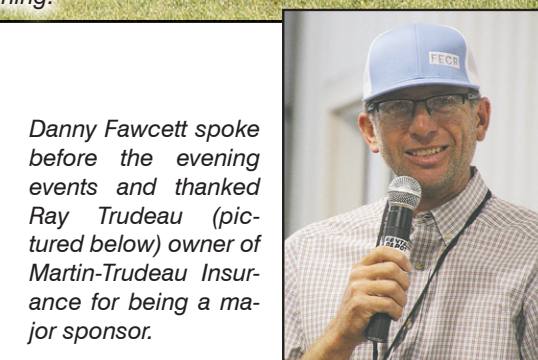 ning.
Danny Fawcett spoke
before the evening
events and thanked
Ray Trudeau (pic-
tured below) owner of
Martin-Trudeau Insur-
ance for being a ma-
jor sponsor.
FECR